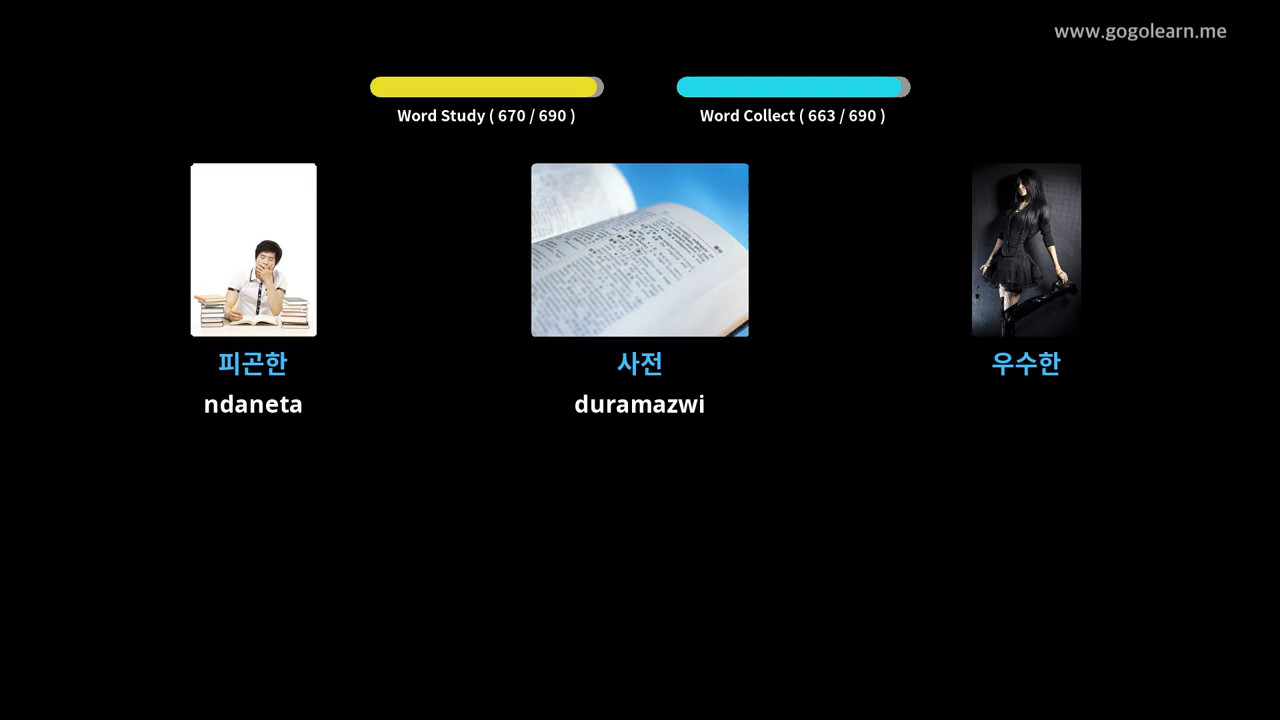 www.gogolearn.me
Word Study ( 670 / 690 )
Word Collect ( 663 / 690 )
피곤한
사전
우수한
ndaneta
duramazwi